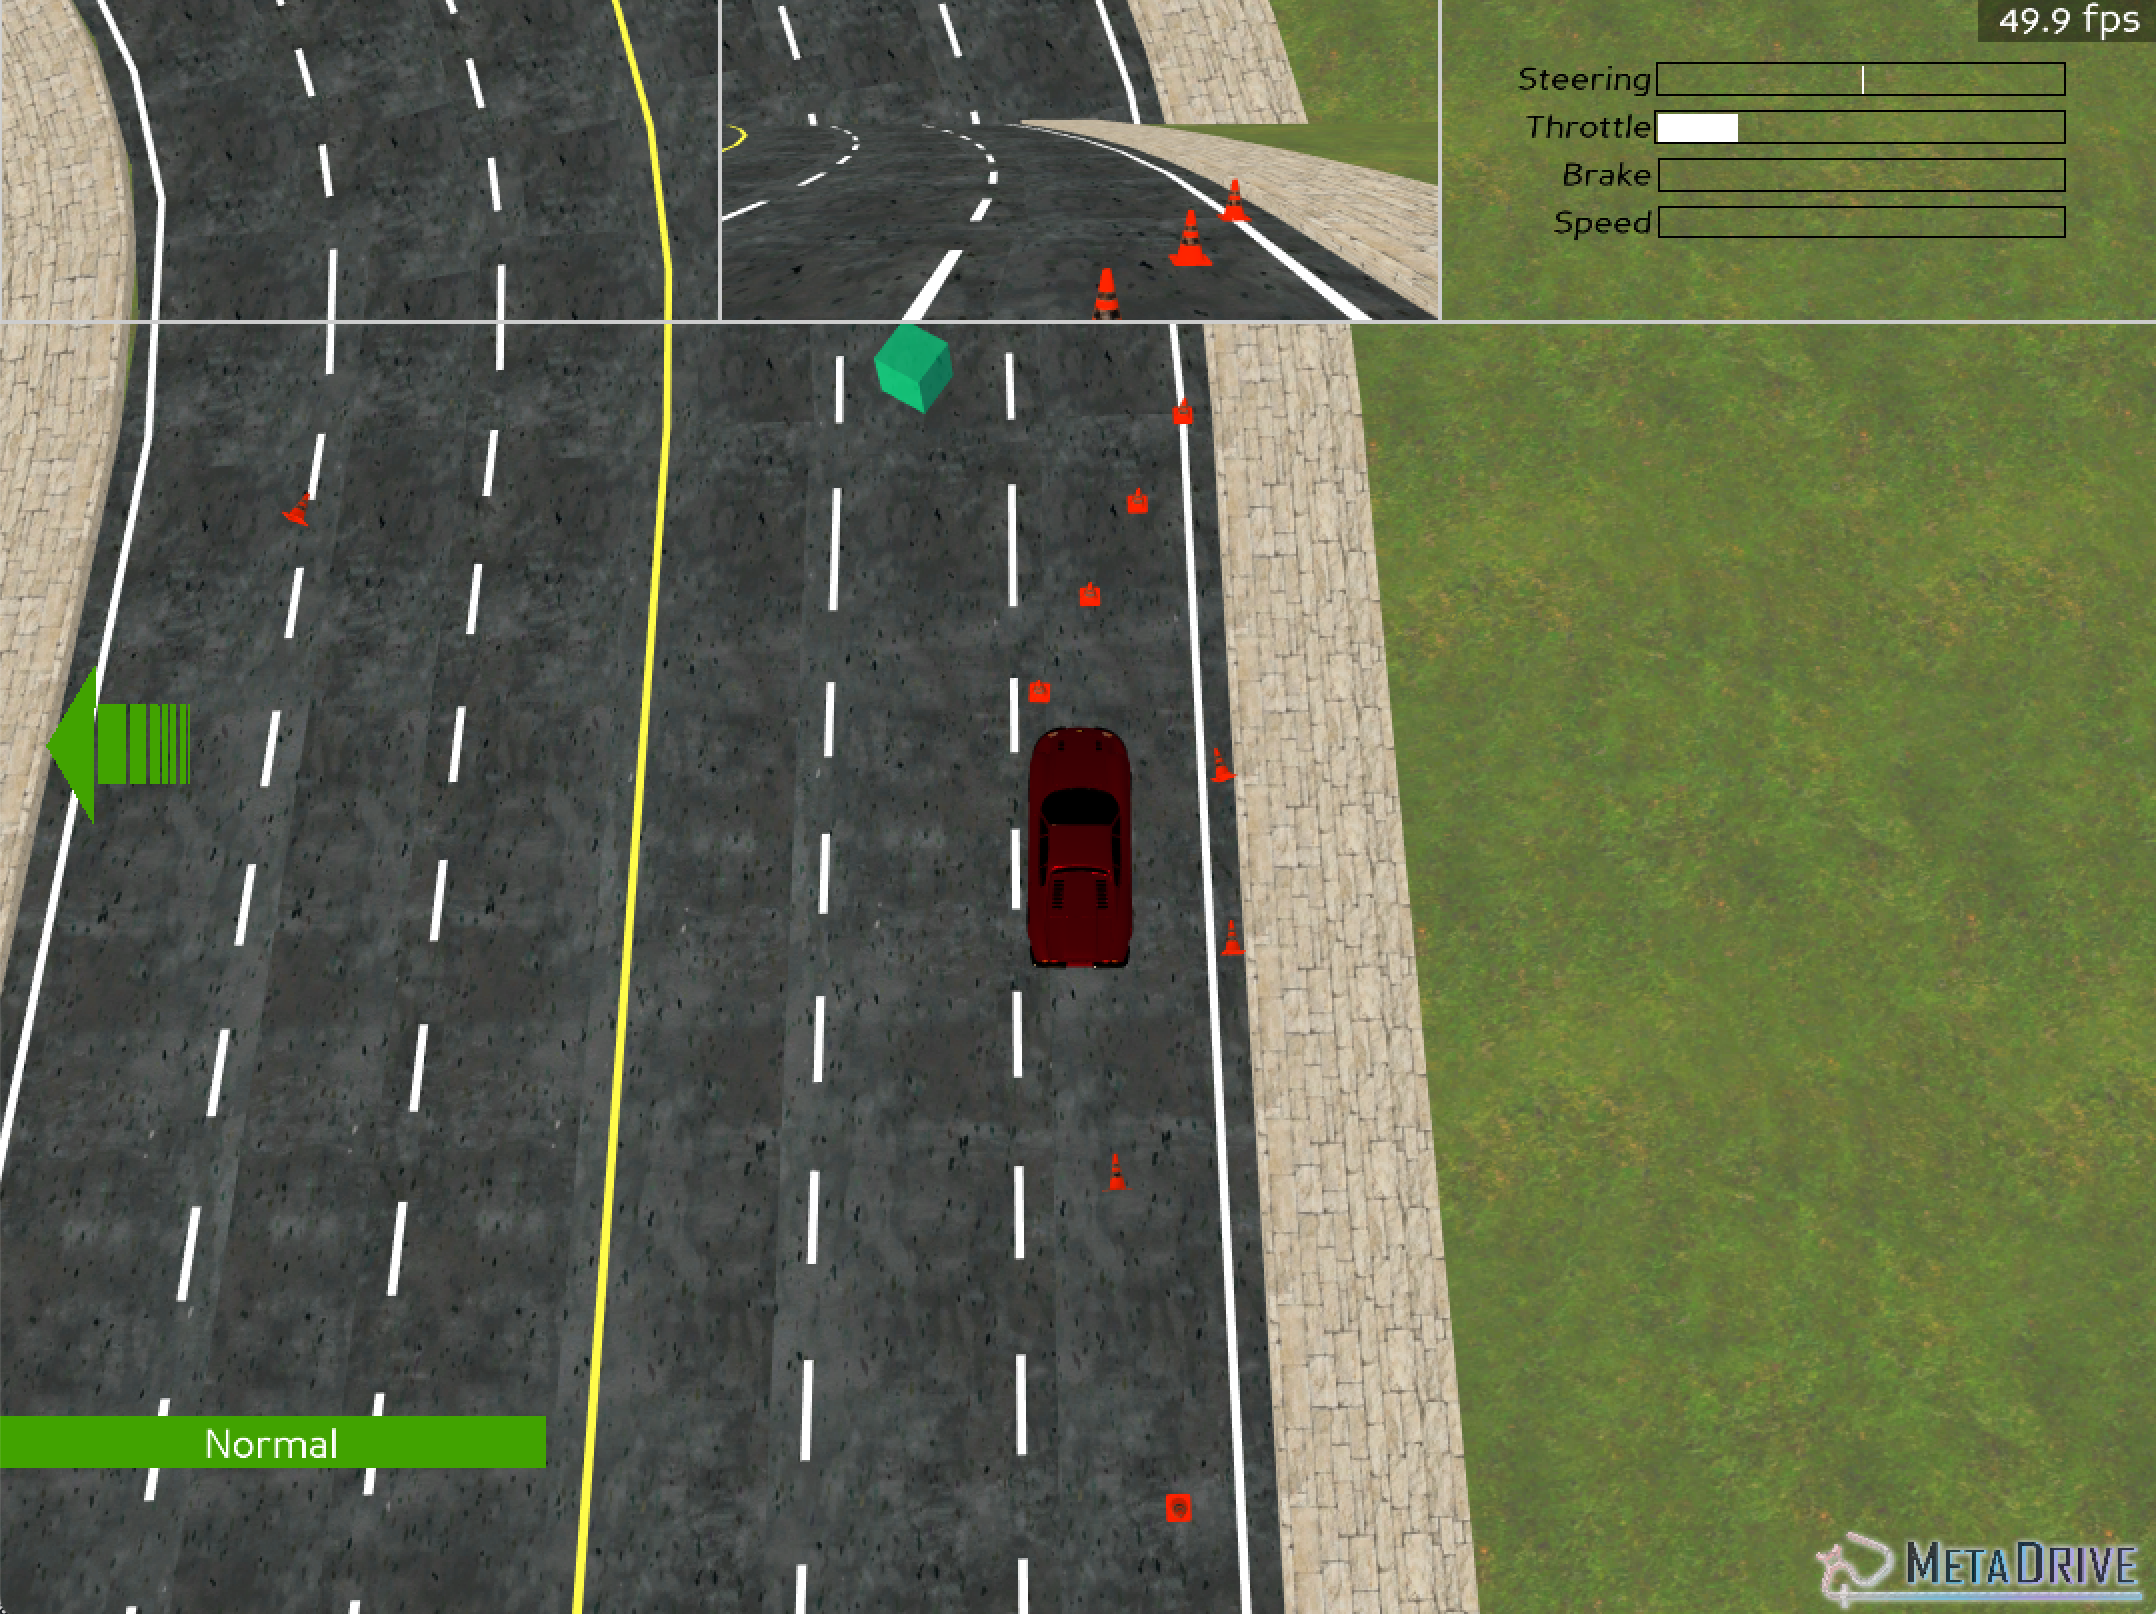 49.9 fps
Steering
Throttle
Brake
Speed
Normal
METADRIVE